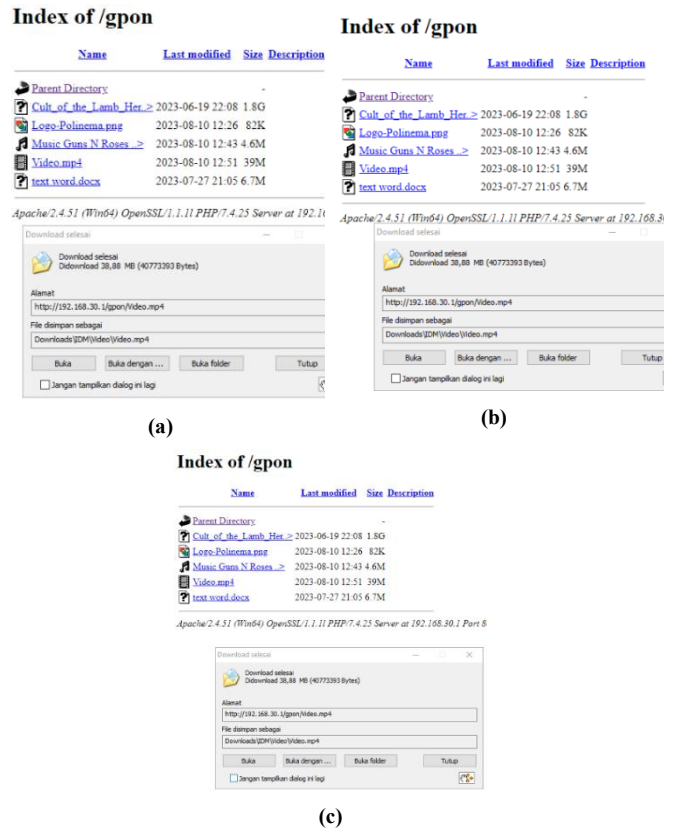 Index of /gpon
Name Last modified Size Description
Parent Directory -
Cult_of_the_Lamb_Her..> 2023-06-19 22:08 1.8G
Logo-Polinema.png 2023-08-10 12:26 82K
Music Guns N Roses ..> 2023-08-10 12:43 4.6M
Video.mp4 2023-08-10 12:51 39M
text word.docx 2023-07-27 21:05 6.7M
Apache/2.4.51 (Win64) OpenSSL/1.1.1l PHP/7.4.25 Server at 192.16
Download selesai
Download selesai
Didownload 38,88 MB (40773393 Bytes)
Alamat
http://192.168.30.1/gpon/Video.mp4
File disimpan sebagai
Downloads\IDM\Video\Video.mp4
Buka Buka dengan ... Buka folder Tutup
Jangan tampilkan dialog ini lagi
(a)
Index of /gpon
Name Last modified Size Description
Parent Directory -
Cult_of_the_Lamb_Her..> 2023-06-19 22:08 1.8G
Logo-Polinema.png 2023-08-10 12:26 82K
Music Guns N Roses ..> 2023-08-10 12:43 4.6M
Video.mp4 2023-08-10 12:51 39M
text word.docx 2023-07-27 21:05 6.7M
Apache/2.4.51 (Win64) OpenSSL/1.1.1l PHP/7.4.25 Server at 192.168.3
Download selesai
Download selesai
Didownload 38,88 MB (40773393 Bytes)
Alamat
http://192.168.30.1/gpon/Video.mp4
File disimpan sebagai
Downloads\IDM\Video\Video.mp4
Buka Buka dengan ... Buka folder Tutup
Jangan tampilkan dialog ini lagi
(b)
Index of /gpon
Name Last modified Size Description
Parent Directory -
Cult_of_the_Lamb_Her..> 2023-06-19 22:08 1.8G
Logo-Polinema.png 2023-08-10 12:26 82K
Music Guns N Roses ..> 2023-08-10 12:43 4.6M
Video.mp4 2023-08-10 12:51 39M
text word.docx 2023-07-27 21:05 6.7M
Apache/2.4.51 (Win64) OpenSSL/1.1.1l PHP/7.4.25 Server at 192.168.30.1 Port 8
Download selesai
Download selesai
Didownload 38,88 MB (40773393 Bytes)
Alamat
http://192.168.30.1/gpon/Video.mp4
File disimpan sebagai
Downloads\IDM\Video\Video.mp4
Buka Buka dengan ... Buka folder Tutup
Jangan tampilkan dialog ini lagi
(c)